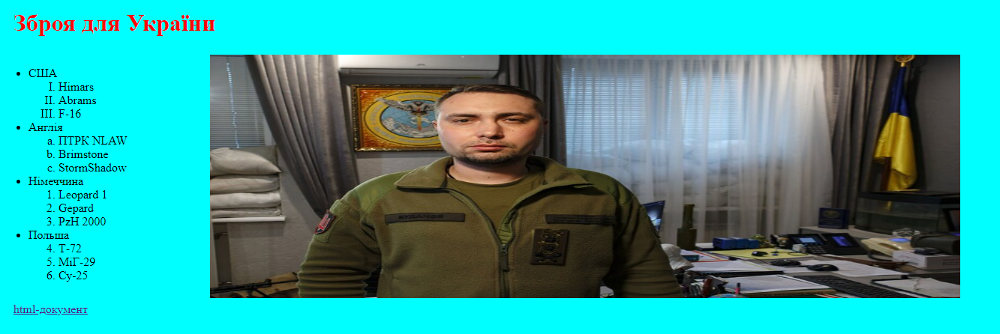 Зброя для України
• США
I. Himars
II. Abrams
III. F-16
• Англія
a. ПТРК NLAW
b. Brimstone
c. StormShadow
• Німеччина
1. Leopard 1
2. Gepard
3. PzH 2000
• Польша
4. T-72
5. МіГ-29
6. Су-25
БУДАНОВ
html-документ